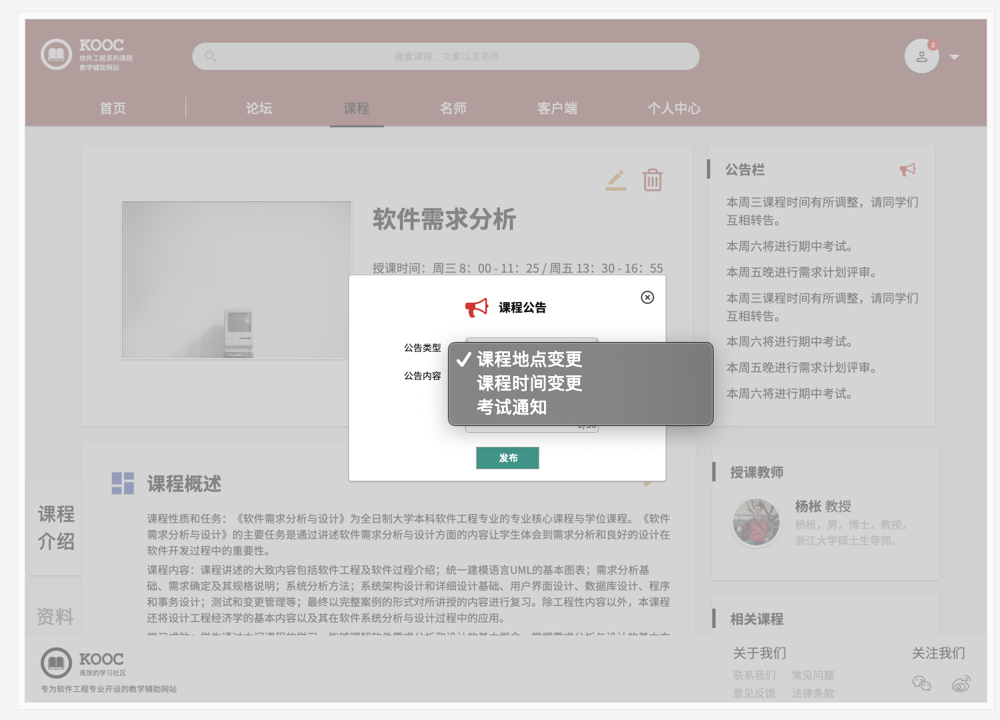 KOOC
软件工程系列课程
教学辅助网站
搜索课程、文章以及名师
2
首页
论坛
课程
名师
客户端
个人中心
软件需求分析
授课时间：周三 8：00 - 11：25 / 周五 13：30 - 16：55
公告栏
本周三课程时间有所调整，请同学们
互相转告。
本周六将进行期中考试。
本周五晚进行需求计划评审。
本周三课程时间有所调整，请同学们
互相转告。
本周六将进行期中考试。
本周五晚进行需求计划评审。
本周六将进行期中考试。
课程公告
公告类型
公告内容
课程地点变更
课程时间变更
考试通知
发布
课程
介绍
资料
课程概述
课程性质和任务：《软件需求分析与设计》为全日制大学本科软件工程专业的专业核心课程与学位课程。《软件
需求分析与设计》的主要任务是通过讲述软件需求分析与设计方面的内容让学生体会到需求分析和良好的设计在
软件开发过程中的重要性。
课程内容：课程讲述的大致内容包括软件工程及软件过程介绍；统一建模语言UML的基本图表；需求分析基
础、需求确定及其规格说明；系统分析方法；系统架构设计和详细设计基础、用户界面设计、数据库设计、程序
和事务设计；测试和变更管理等；最终以完整案例的形式对所讲授的内容进行复习。除工程性内容以外，本课程
还将设计工程经济学的基本内容以及其在软件系统分析与设计过程中的应用。
授课教师
杨枨 教授
杨枨，男，博士，教授，
浙江大学硕士生导师。
相关课程
KOOC
高效的学习社区
专为软件工程专业开设的教学辅助网站
关于我们
联系我们 常见问题
意见反馈 法律条款
关注我们